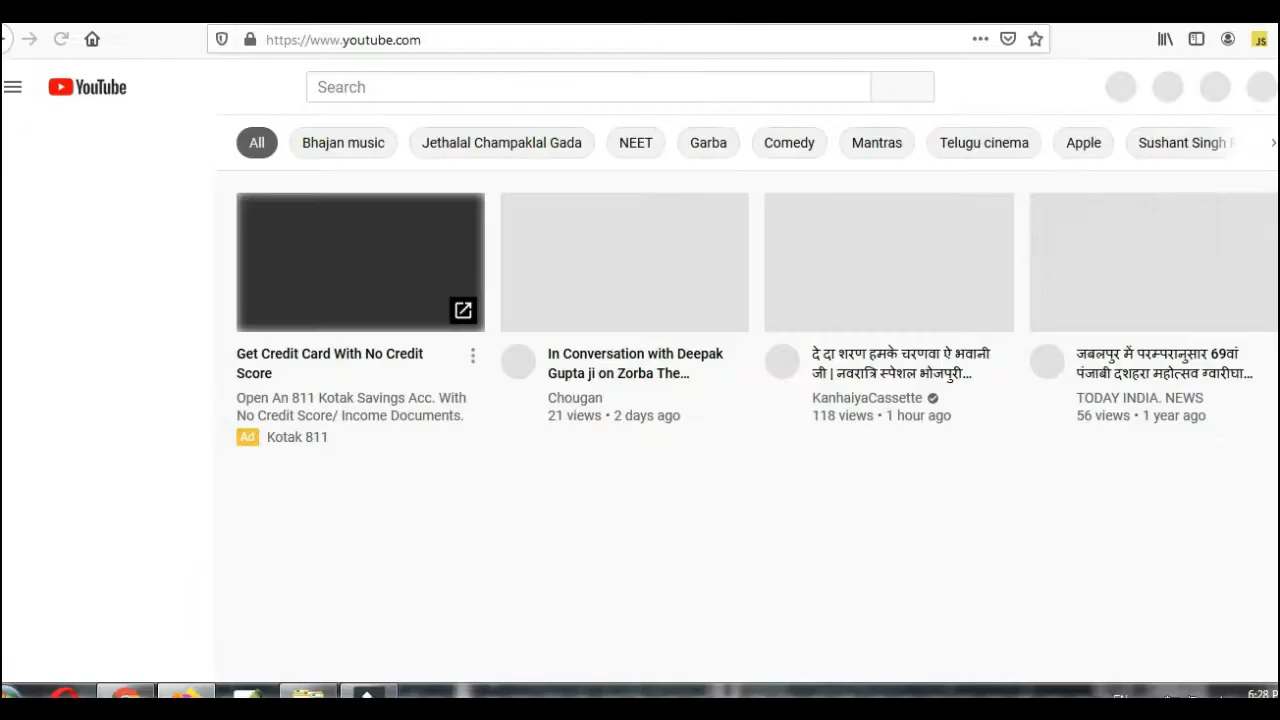 https://www.youtube.com
JS
YouTube
Search
All
Bhajan music
Jethalal Champaklal Gada
NEET
Garba
Comedy
Mantras
Telugu cinema
Apple
Sushant Singh
Get Credit Card With No Credit
Score
Open An 811 Kotak Savings Acc. With
No Credit Score/ Income Documents.
Ad Kotak 811
In Conversation with Deepak
Gupta ji on Zorba The...
Chougan
21 views • 2 days ago
दे दा शरण हमके चरणवा ऐ भवानी
जी | नवरात्रि स्पेशल भोजपुरी...
KanhaiyaCassette
118 views • 1 hour ago
जबलपुर में परम्परानुसार 69वां
पंजाबी दशहरा महोत्सव ग्वारीघा...
TODAY INDIA. NEWS
56 views • 1 year ago
6:28 P